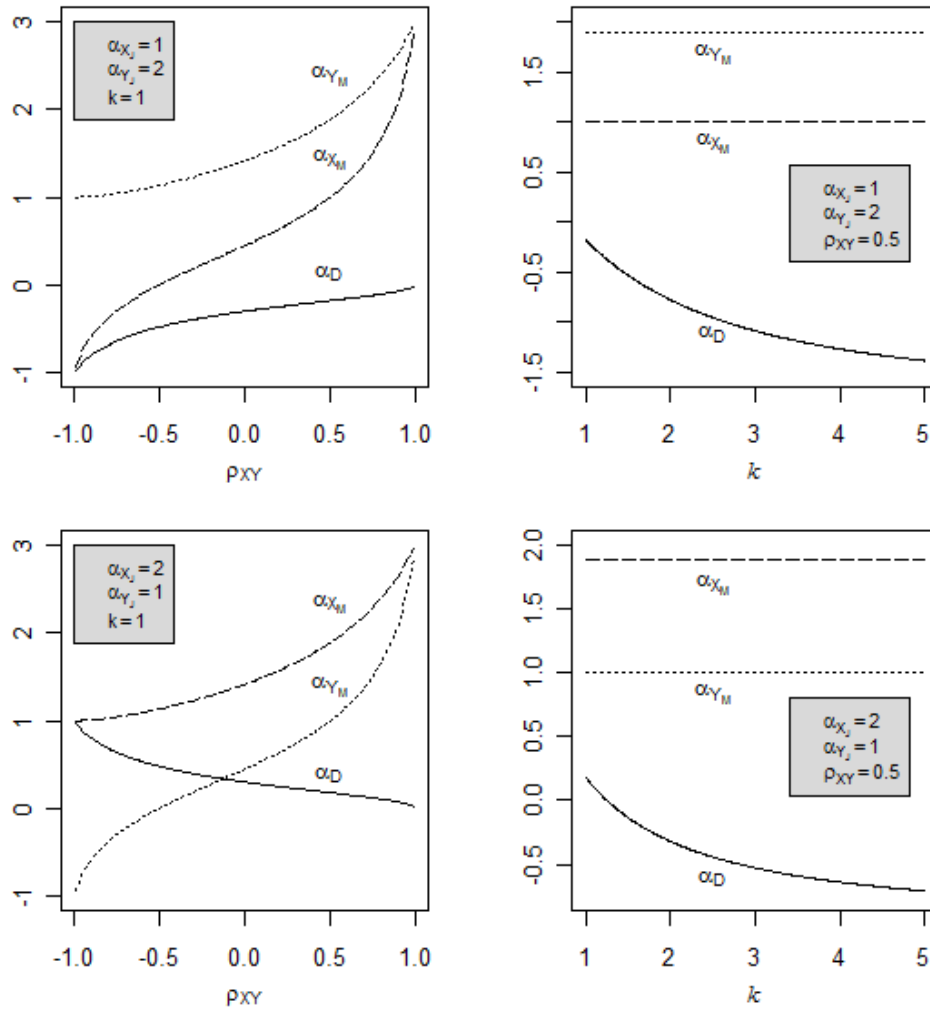 α_{X_J} = 1
α_{Y_J} = 2
k = 1
α_{Y_M}
α_{X_M}
α_D
3
2
1
0
-1
-1.0 -0.5 0.0 0.5 1.0
ρ_{XY}
α_{Y_M}
α_{X_M}
α_{X_J} = 1
α_{Y_J} = 2
ρ_{XY} = 0.5
α_D
1.5
0.5
-0.5
-1.5
1 2 3 4 5
k
α_{X_J} = 2
α_{Y_J} = 1
k = 1
α_{X_M}
α_{Y_M}
α_D
3
2
1
0
-1
-1.0 -0.5 0.0 0.5 1.0
ρ_{XY}
α_{X_M}
α_{Y_M}
α_{X_J} = 2
α_{Y_J} = 1
ρ_{XY} = 0.5
α_D
2.0
1.5
1.0
0.5
0.0
-0.5
1 2 3 4 5
k